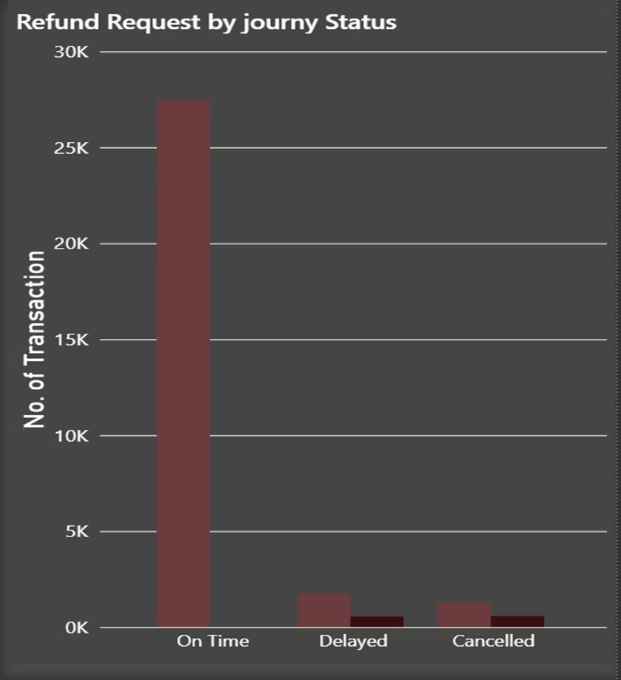 Refund Request by journy Status
No. of Transaction
30K
25K
20K
15K
10K
5K
0K
On Time
Delayed
Cancelled